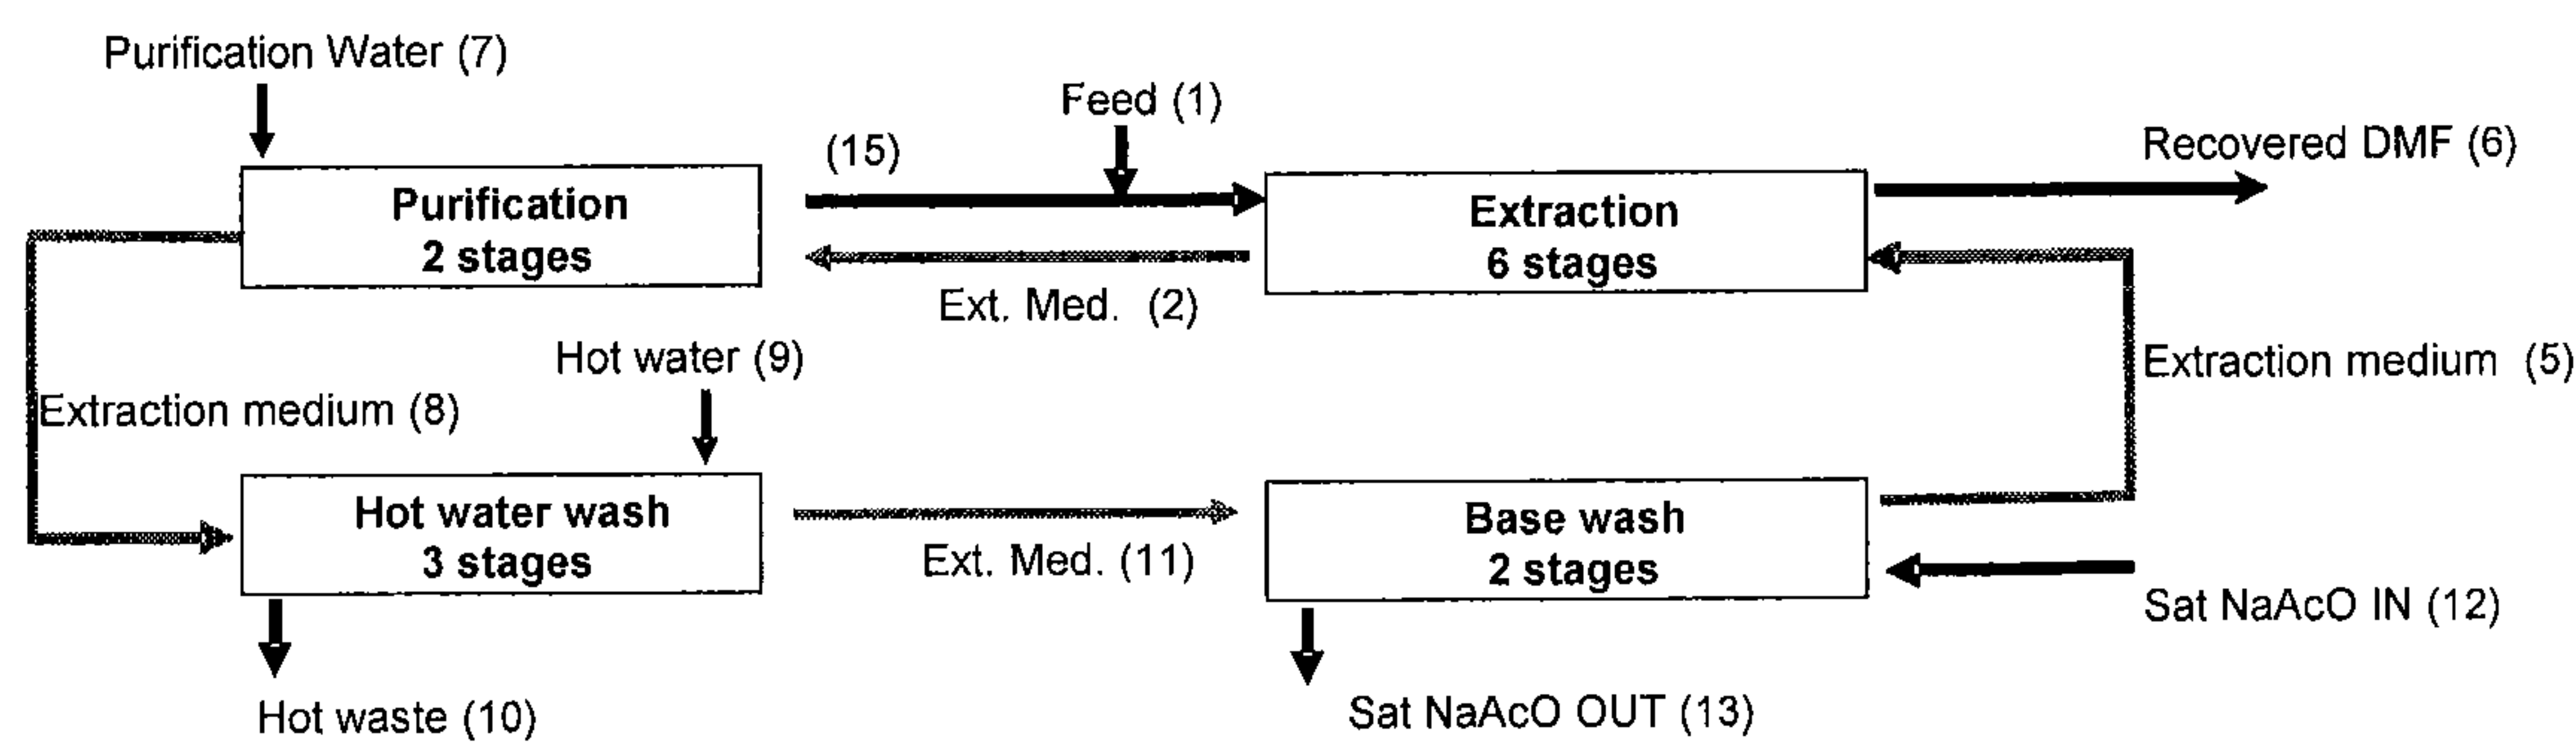 Purification Water (7)
Feed (1)
(15)
Recovered DMF (6)
Purification
2 stages
Extraction
6 stages
Ext. Med. (2)
Hot water (9)
Extraction medium (5)
Extraction medium (8)
Hot water wash
3 stages
Base wash
2 stages
Ext. Med. (11)
Sat NaAcO IN (12)
Hot waste (10)
Sat NaAcO OUT (13)